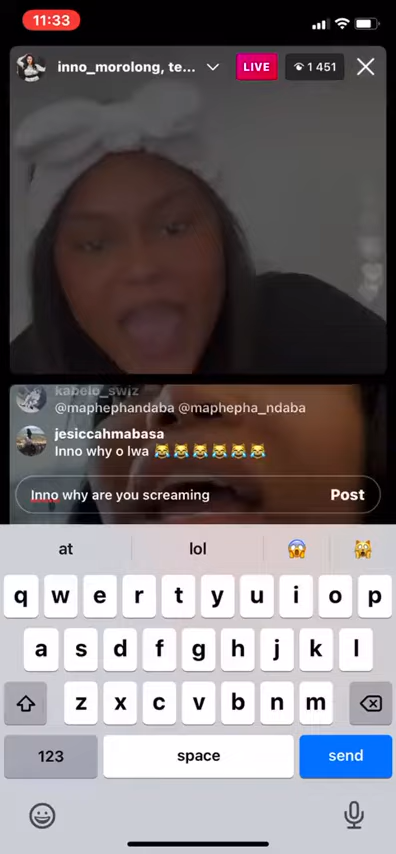 11:33
inno_morolong, te...
LIVE
1 451
kabelo_swiz
@maphephandaba @maphepha_ndaba
jesiccahmabasa
Inno why o lwa 😹😹😹😹😹😹
Inno why are you screaming
Post
at
lol
😱
🙀
q w e r t y u i o p
a s d f g h j k l
z x c v b n m
123
space
send